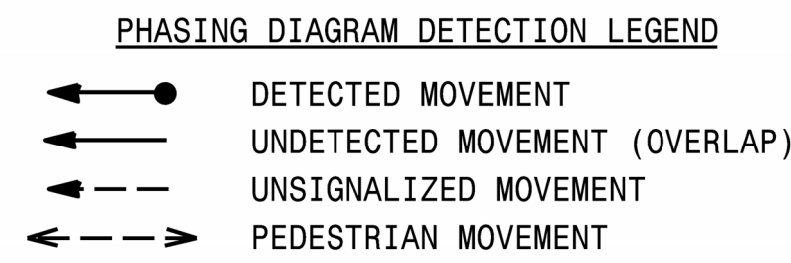 PHASING DIAGRAM DETECTION LEGEND
DETECTED MOVEMENT
UNDETECTED MOVEMENT (OVERLAP)
UNSIGNALIZED MOVEMENT
PEDESTRIAN MOVEMENT